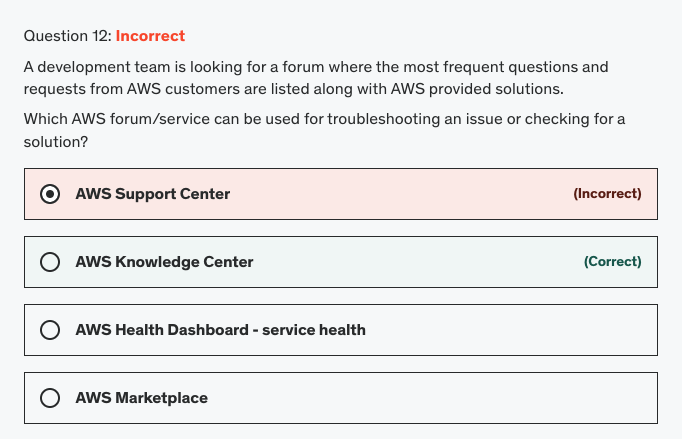 Question 12: Incorrect
A development team is looking for a forum where the most frequent questions and
requests from AWS customers are listed along with AWS provided solutions.
Which AWS forum/service can be used for troubleshooting an issue or checking for a
solution?
AWS Support Center (Incorrect)
AWS Knowledge Center (Correct)
AWS Health Dashboard - service health
AWS Marketplace